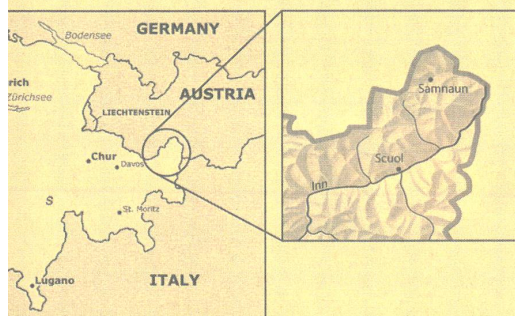 GERMANY
Bodensee
rich
Zürichsee
AUSTRIA
LIECHTENSTEIN
Chur
Davos
S
St. Moritz
Lugano
ITALY
Samnaun
Scuol
Inn